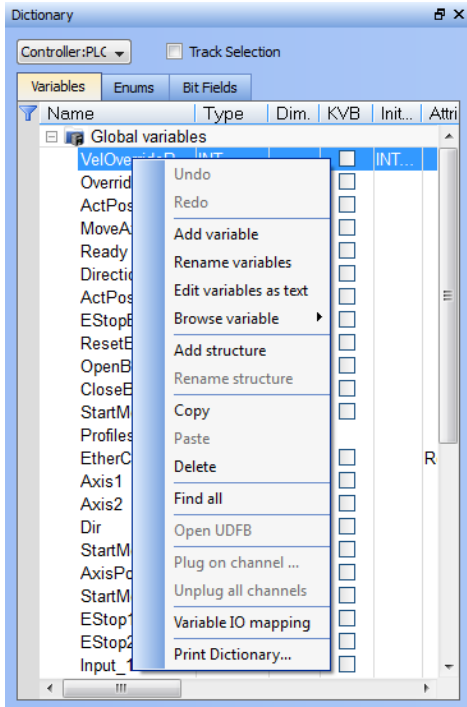 Dictionary
Controller:PLC
Track Selection
Variables Enums Bit Fields
Name Type Dim. KVB Init... Attri
Global variables
INT INT...
Undo
Redo
Add variable
Rename variables
Edit variables as text
Browse variable
Add structure
Rename structure
Copy
Paste
Delete
Find all
Open UDFB
Plug on channel ...
Unplug all channels
Variable IO mapping
Print Dictionary...
Overrid
ActPos
MoveA
Ready
Directio
ActPos
EStopE
ResetE
OpenB
CloseB
StartM
Profiles
EtherC R
Axis1
Axis2
Dir
StartM
AxisPo
StartM
EStop1
EStop2
Input_1